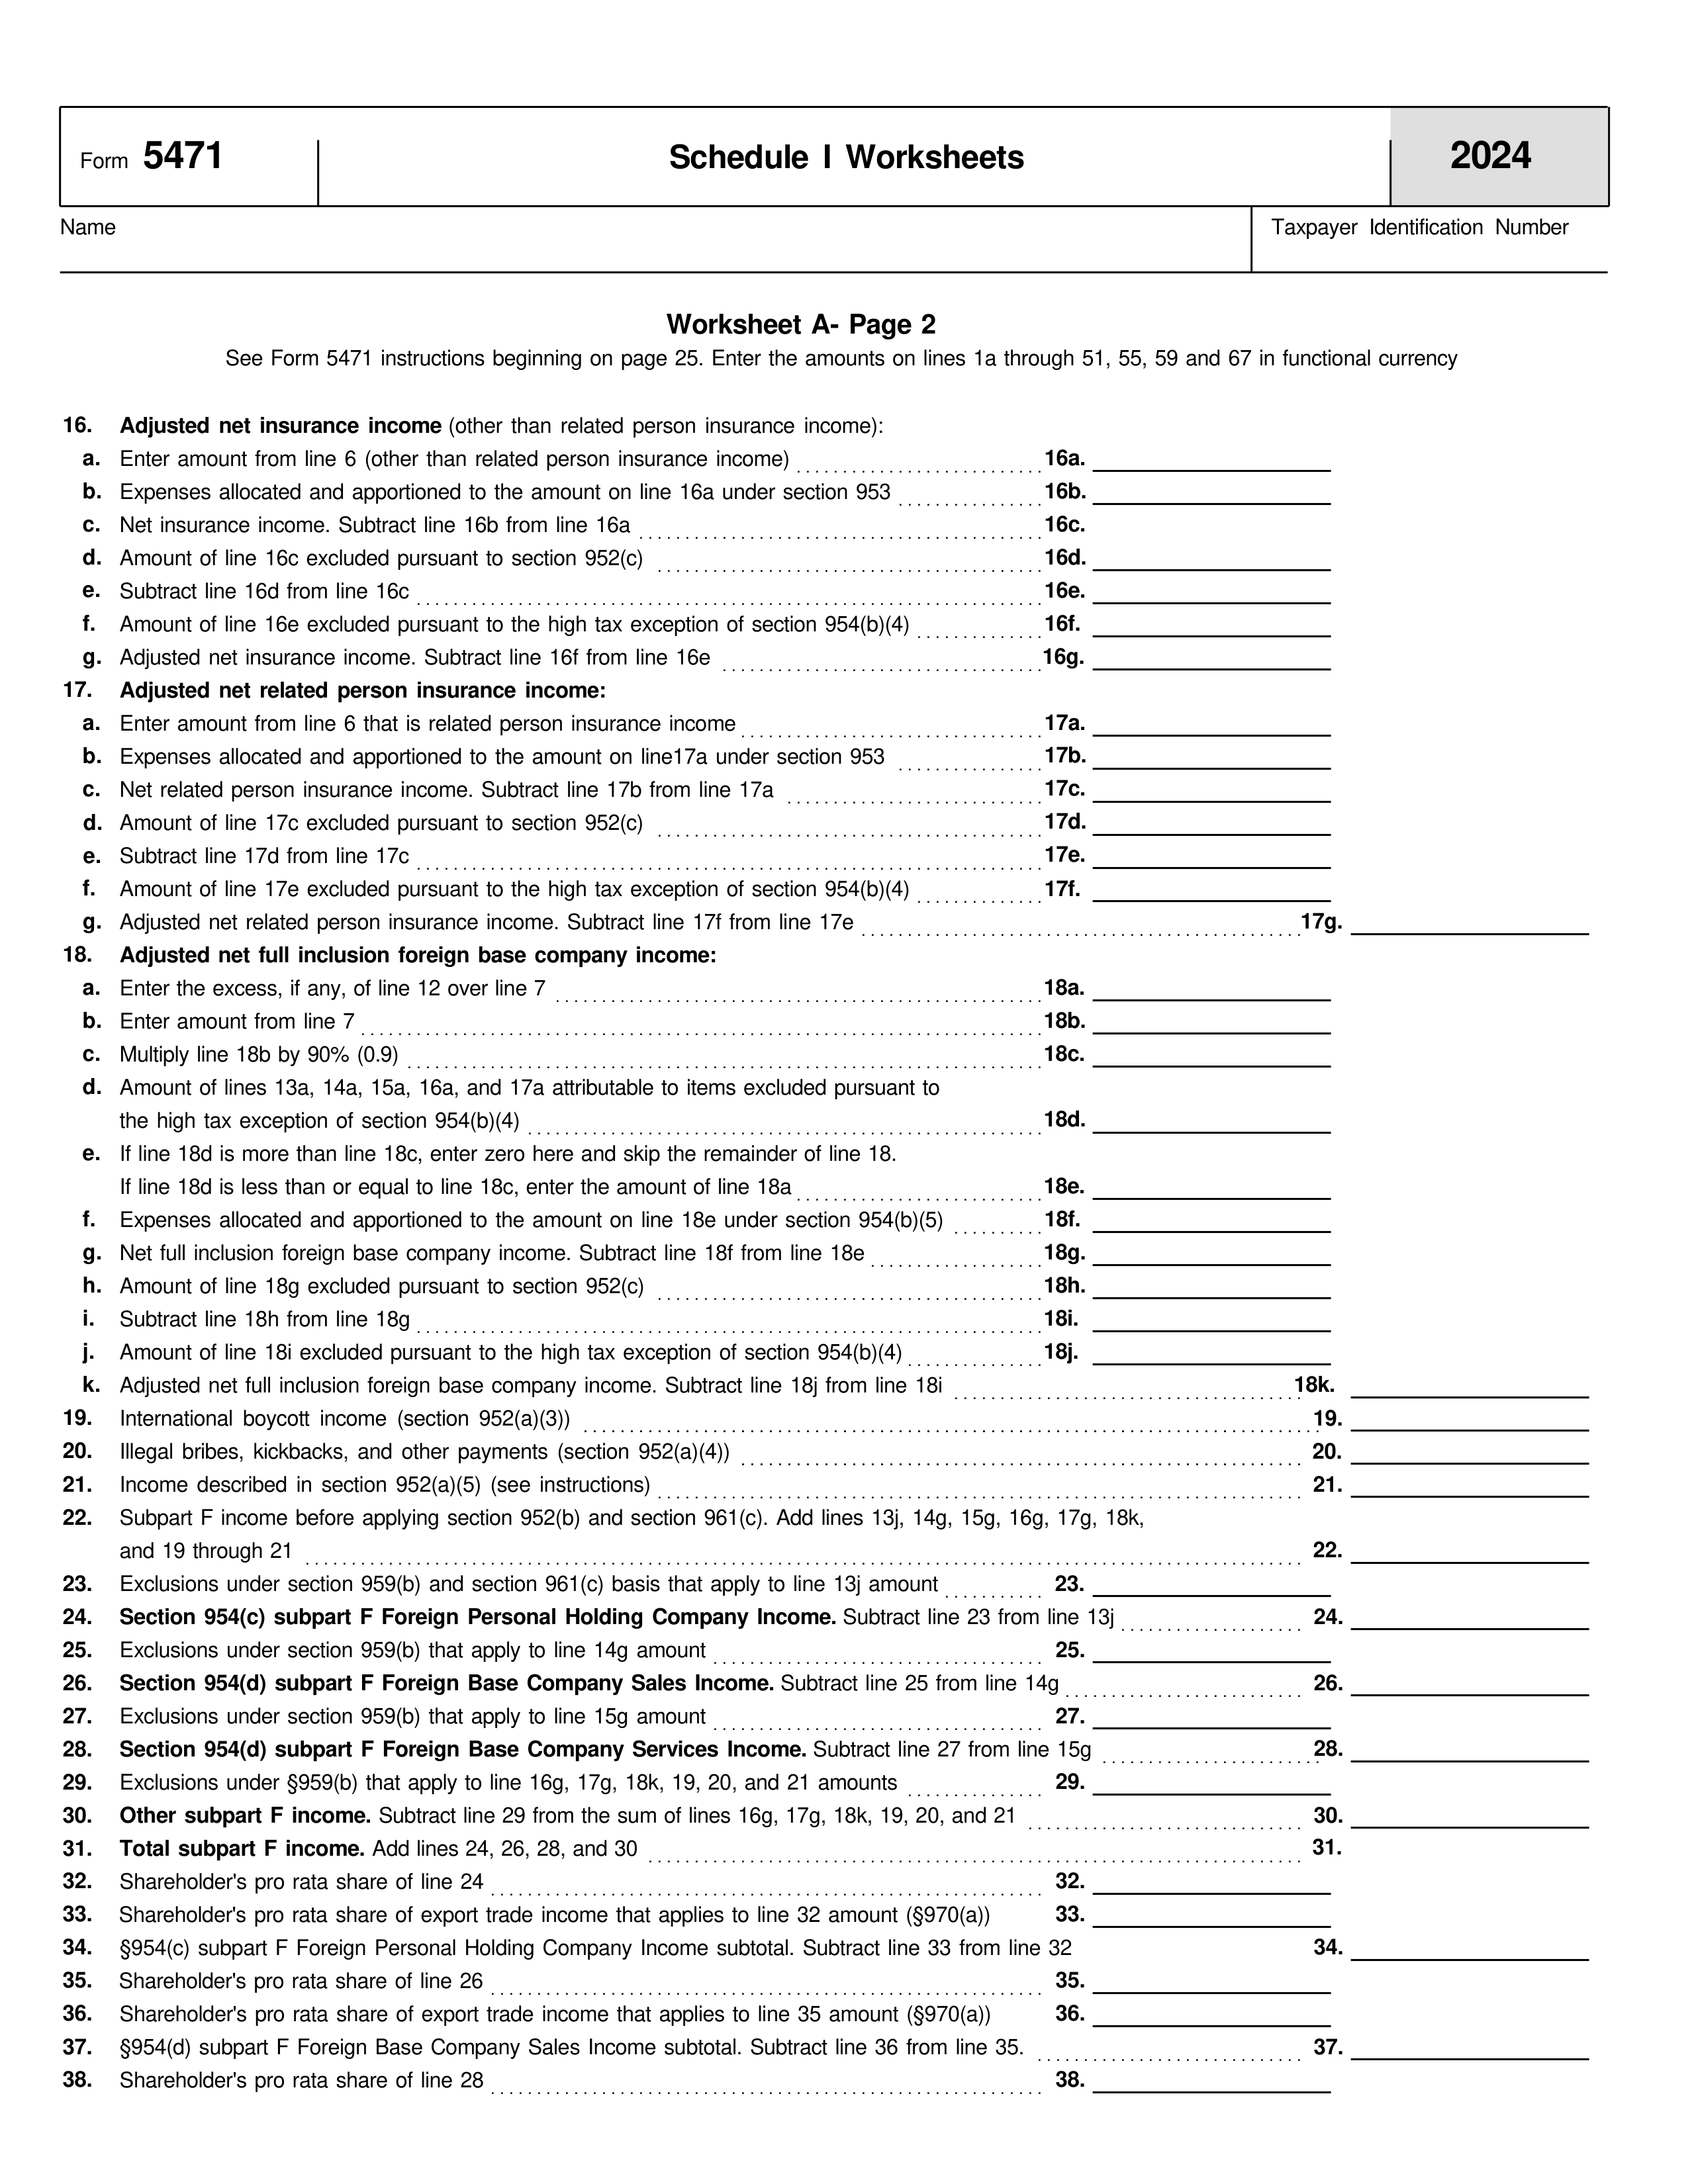 Form 5471
Schedule I Worksheets
2024
Name
Taxpayer Identification Number
Worksheet A- Page 2
See Form 5471 instructions beginning on page 25. Enter the amounts on lines 1a through 51, 55, 59 and 67 in functional currency
16. Adjusted net insurance income (other than related person insurance income):
a. Enter amount from line 6 (other than related person insurance income) 16a.
b. Expenses allocated and apportioned to the amount on line 16a under section 953 16b.
c. Net insurance income. Subtract line 16b from line 16a 16c.
d. Amount of line 16c excluded pursuant to section 952(c) 16d.
e. Subtract line 16d from line 16c 16e.
f. Amount of line 16e excluded pursuant to the high tax exception of section 954(b)(4) 16f.
g. Adjusted net insurance income. Subtract line 16f from line 16e 16g.
17. Adjusted net related person insurance income:
a. Enter amount from line 6 that is related person insurance income 17a.
b. Expenses allocated and apportioned to the amount on line17a under section 953 17b.
c. Net related person insurance income. Subtract line 17b from line 17a 17c.
d. Amount of line 17c excluded pursuant to section 952(c) 17d.
e. Subtract line 17d from line 17c 17e.
f. Amount of line 17e excluded pursuant to the high tax exception of section 954(b)(4) 17f.
g. Adjusted net related person insurance income. Subtract line 17f from line 17e 17g.
18. Adjusted net full inclusion foreign base company income:
a. Enter the excess, if any, of line 12 over line 7 18a.
b. Enter amount from line 7 18b.
c. Multiply line 18b by 90% (0.9) 18c.
d. Amount of lines 13a, 14a, 15a, 16a, and 17a attributable to items excluded pursuant to
the high tax exception of section 954(b)(4) 18d.
e. If line 18d is more than line 18c, enter zero here and skip the remainder of line 18.
If line 18d is less than or equal to line 18c, enter the amount of line 18a 18e.
f. Expenses allocated and apportioned to the amount on line 18e under section 954(b)(5) 18f.
g. Net full inclusion foreign base company income. Subtract line 18f from line 18e 18g.
h. Amount of line 18g excluded pursuant to section 952(c) 18h.
i. Subtract line 18h from line 18g 18i.
j. Amount of line 18i excluded pursuant to the high tax exception of section 954(b)(4) 18j.
k. Adjusted net full inclusion foreign base company income. Subtract line 18j from line 18i 18k.
19. International boycott income (section 952(a)(3)) 19.
20. Illegal bribes, kickbacks, and other payments (section 952(a)(4)) 20.
21. Income described in section 952(a)(5) (see instructions) 21.
22. Subpart F income before applying section 952(b) and section 961(c). Add lines 13j, 14g, 15g, 16g, 17g, 18k,
and 19 through 21 22.
23. Exclusions under section 959(b) and section 961(c) basis that apply to line 13j amount 23.
24. Section 954(c) subpart F Foreign Personal Holding Company Income. Subtract line 23 from line 13j 24.
25. Exclusions under section 959(b) that apply to line 14g amount 25.
26. Section 954(d) subpart F Foreign Base Company Sales Income. Subtract line 25 from line 14g 26.
27. Exclusions under section 959(b) that apply to line 15g amount 27.
28. Section 954(d) subpart F Foreign Base Company Services Income. Subtract line 27 from line 15g 28.
29. Exclusions under §959(b) that apply to line 16g, 17g, 18k, 19, 20, and 21 amounts 29.
30. Other subpart F income. Subtract line 29 from the sum of lines 16g, 17g, 18k, 19, 20, and 21 30.
31. Total subpart F income. Add lines 24, 26, 28, and 30 31.
32. Shareholder's pro rata share of line 24 32.
33. Shareholder's pro rata share of export trade income that applies to line 32 amount (§970(a)) 33.
34. §954(c) subpart F Foreign Personal Holding Company Income subtotal. Subtract line 33 from line 32 34.
35. Shareholder's pro rata share of line 26 35.
36. Shareholder's pro rata share of export trade income that applies to line 35 amount (§970(a)) 36.
37. §954(d) subpart F Foreign Base Company Sales Income subtotal. Subtract line 36 from line 35. 37.
38. Shareholder's pro rata share of line 28 38.